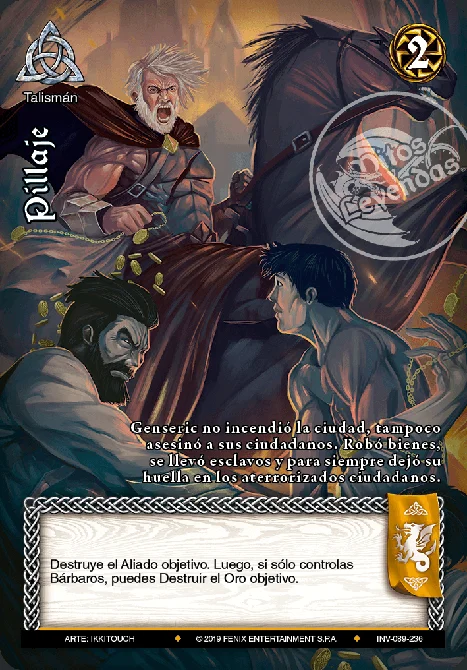 2
Talismán
Pillaje
Mitos
y
Leyendas
Genseric no incendió la ciudad, tampoco
asesinó a sus ciudadanos. Robó bienes,
se llevó esclavos y para siempre dejó su
huella en los aterrorizados ciudadanos.
Destruye el Aliado objetivo. Luego, si sólo controlas
Bárbaros, puedes Destruir el Oro objetivo.
ARTE: IKKITOUCH ♦ © 2019 FENIX ENTERTAINMENT S.P.A. ♦ INV-089-236